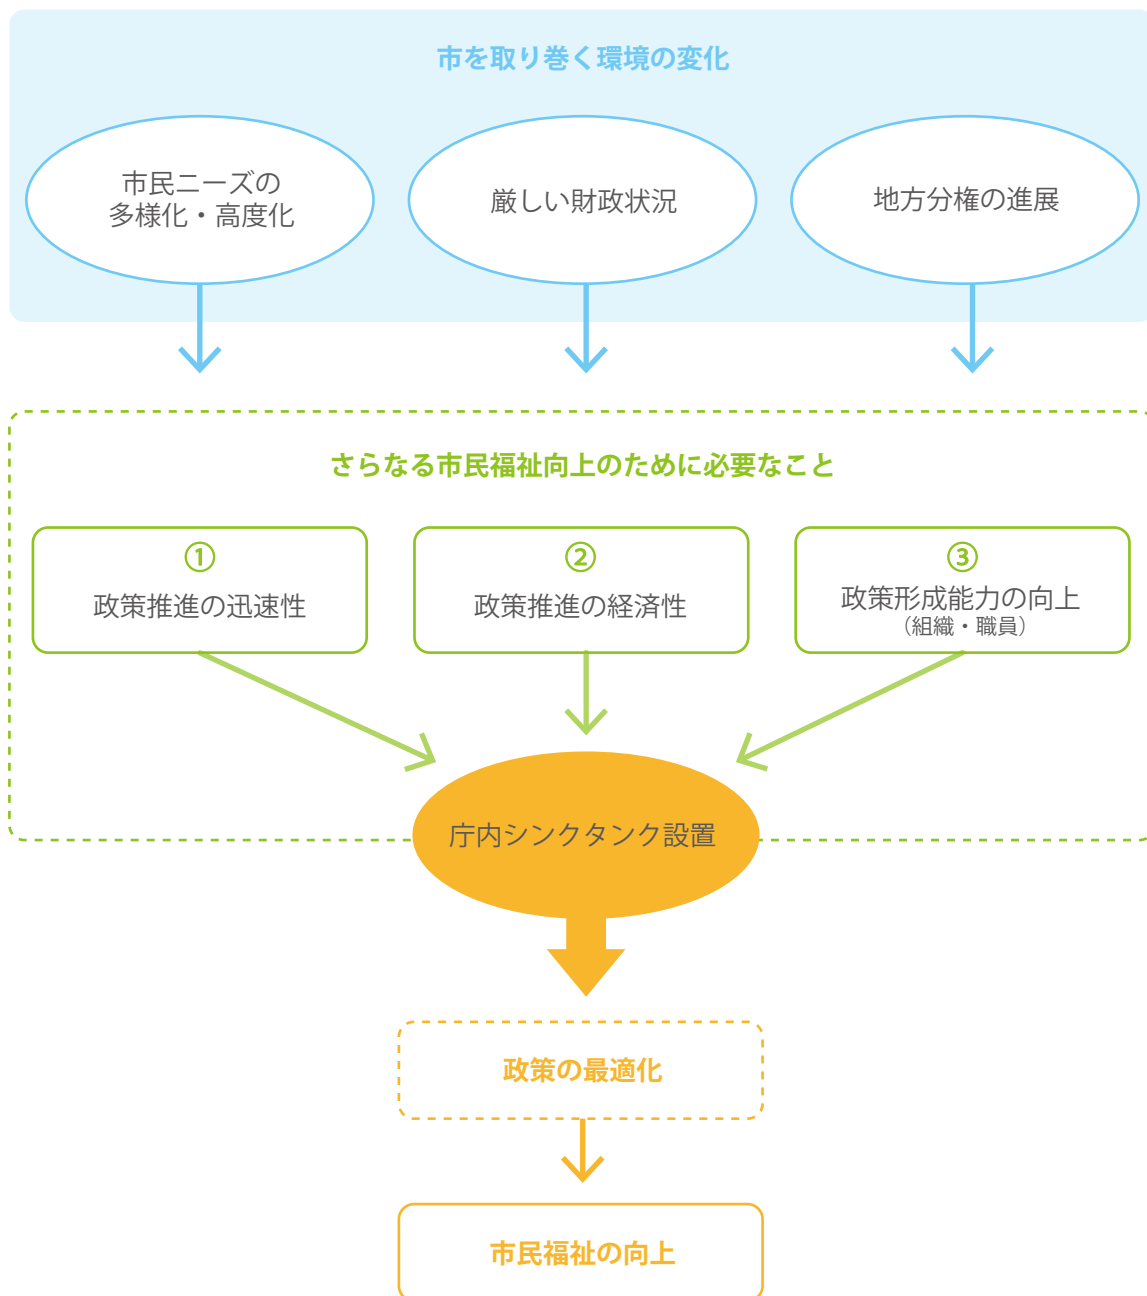 市を取り巻く環境の変化
市民ニーズの
多様化・高度化
厳しい財政状況
地方分権の進展
さらなる市民福祉向上のために必要なこと
①
政策推進の迅速性
②
政策推進の経済性
③
政策形成能力の向上
（組織・職員）
庁内シンクタンク設置
政策の最適化
市民福祉の向上